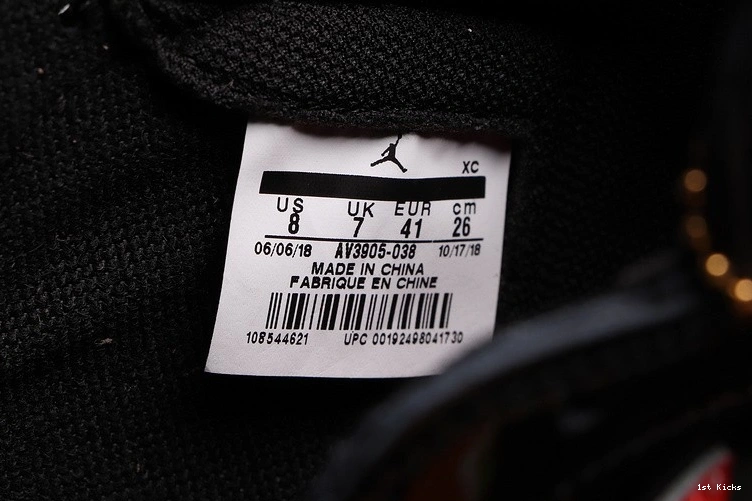 XC
US UK EUR cm
8 7 41 26
06/06/18 AV3905-038 10/17/18
MADE IN CHINA
FABRIQUE EN CHINE
108544621 UPC 00192498041730
1st Kicks